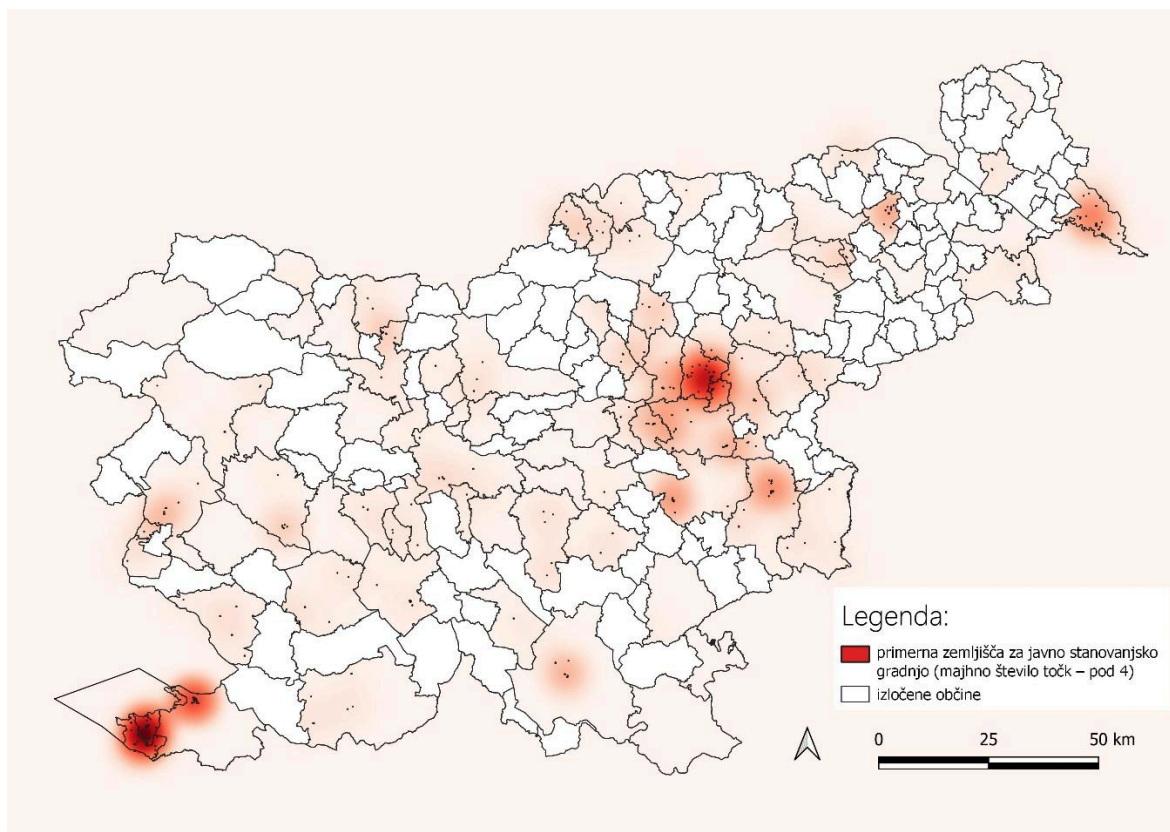 Legenda:
primerna zemljišča za javno stanovanjsko
gradnjo (majhno število točk – pod 4)
izločene občine
0 25 50 km